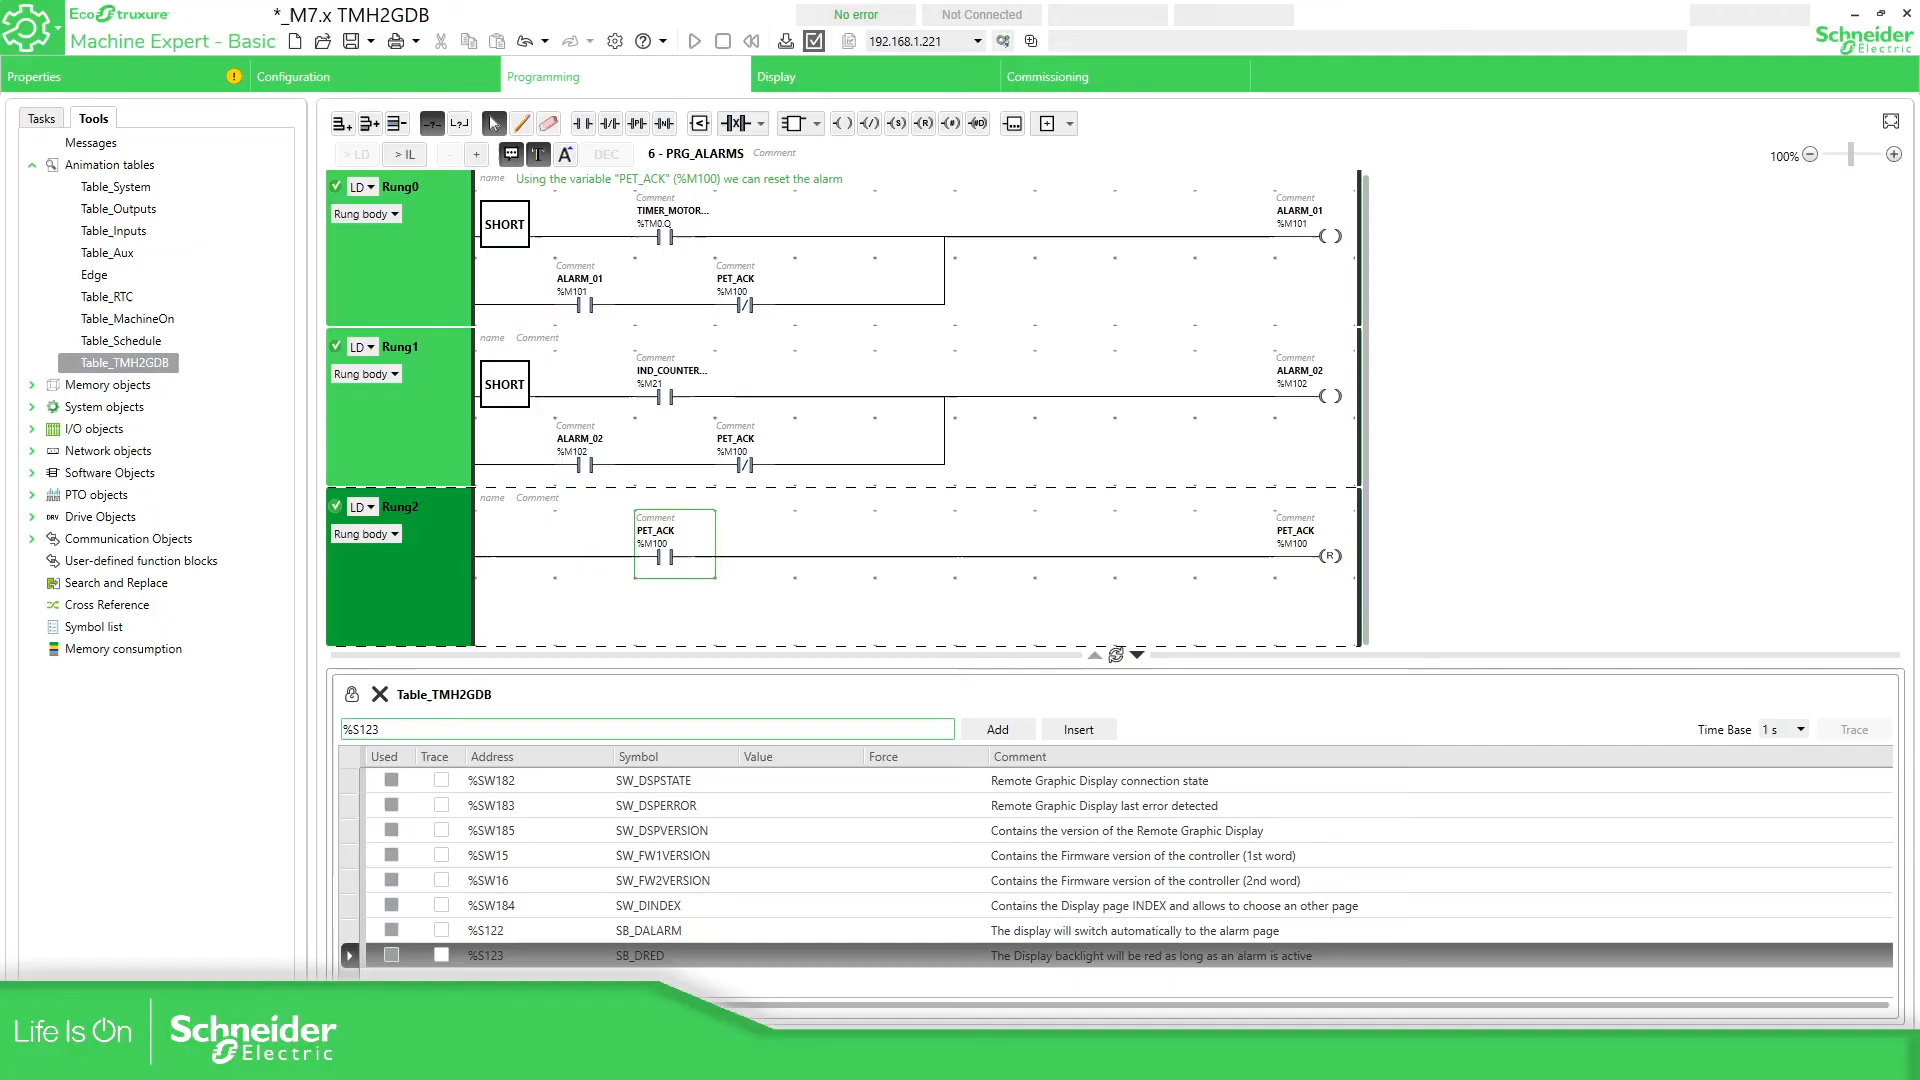 EcoStruxure
Machine Expert - Basic
*_M7.x TMH2GDB
No error
Not Connected
192.168.1.221
Schneider
Electric
Properties
Configuration
Programming
Display
Commissioning
Tasks
Tools
Messages
Animation tables
Table_System
Table_Outputs
Table_Inputs
Table_Aux
Edge
Table_RTC
Table_MachineOn
Table_Schedule
Table_TMH2GDB
Memory objects
System objects
I/O objects
Network objects
Software Objects
PTO objects
DRV Drive Objects
Communication Objects
User-defined function blocks
Search and Replace
Cross Reference
Symbol list
Memory consumption
> LD
> IL
-
+
DEC
6 - PRG_ALARMS
Comment
100%
LD
Rung0
Rung body
name
Using the variable "PET_ACK" (%M100) we can reset the alarm
SHORT
Comment
TIMER_MOTOR...
%TM0.Q
Comment
ALARM_01
%M101
Comment
ALARM_01
%M101
Comment
PET_ACK
%M100
LD
Rung1
Rung body
name
Comment
SHORT
Comment
IND_COUNTER...
%M21
Comment
ALARM_02
%M102
Comment
ALARM_02
%M102
Comment
PET_ACK
%M100
LD
Rung2
Rung body
name
Comment
Comment
PET_ACK
%M100
Comment
PET_ACK
%M100
R
Table_TMH2GDB
%S123
Add
Insert
Time Base
1 s
Trace
Used Trace Address Symbol Value Force Comment
%SW182 SW_DSPSTATE Remote Graphic Display connection state
%SW183 SW_DSPERROR Remote Graphic Display last error detected
%SW185 SW_DSPVERSION Contains the version of the Remote Graphic Display
%SW15 SW_FW1VERSION Contains the Firmware version of the controller (1st word)
%SW16 SW_FW2VERSION Contains the Firmware version of the controller (2nd word)
%SW184 SW_DINDEX Contains the Display page INDEX and allows to choose an other page
%S122 SB_DALARM The display will switch automatically to the alarm page
%S123 SB_DRED The Display backlight will be red as long as an alarm is active
Life Is On
Schneider
Electric